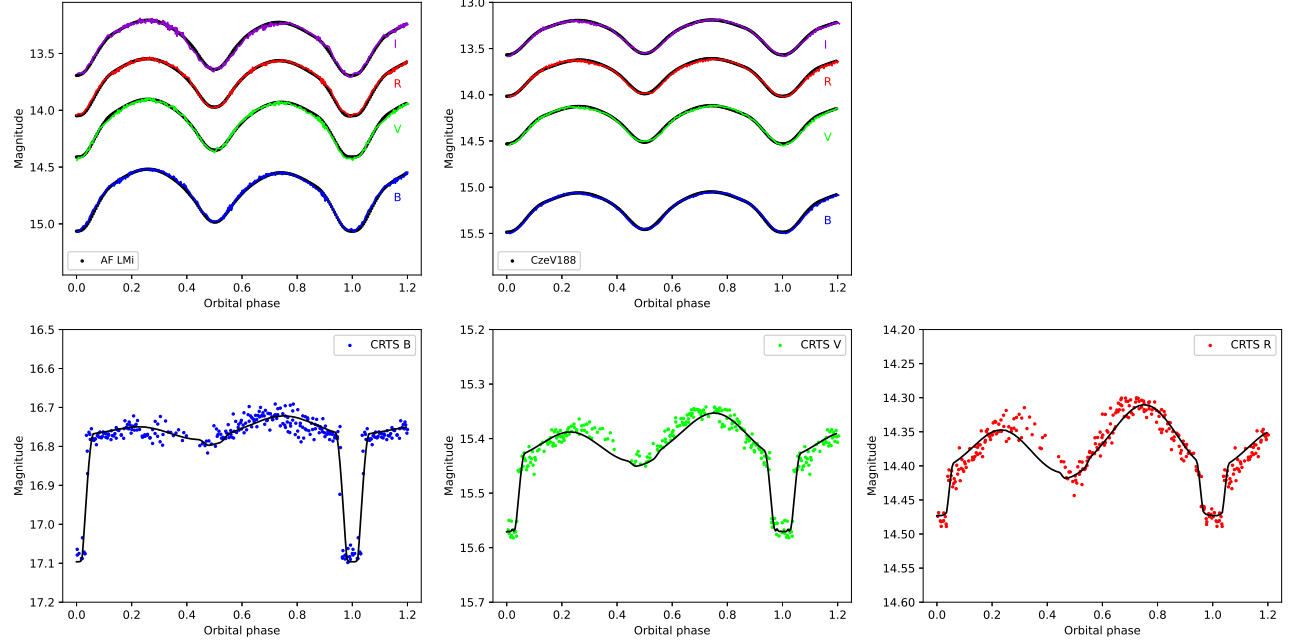 13.5
14.0
14.5
15.0
Magnitude
I
R
V
B
AF LMi
0.0 0.2 0.4 0.6 0.8 1.0 1.2
Orbital phase
13.0
13.5
14.0
14.5
15.0
15.5
Magnitude
I
R
V
B
CzeV188
0.0 0.2 0.4 0.6 0.8 1.0 1.2
Orbital phase
16.5
16.6
16.7
16.8
16.9
17.0
17.1
17.2
Magnitude
CRTS B
0.0 0.2 0.4 0.6 0.8 1.0 1.2
Orbital phase
15.2
15.3
15.4
15.5
15.6
15.7
Magnitude
CRTS V
0.0 0.2 0.4 0.6 0.8 1.0 1.2
Orbital phase
14.20
14.25
14.30
14.35
14.40
14.45
14.50
14.55
14.60
Magnitude
CRTS R
0.0 0.2 0.4 0.6 0.8 1.0 1.2
Orbital phase